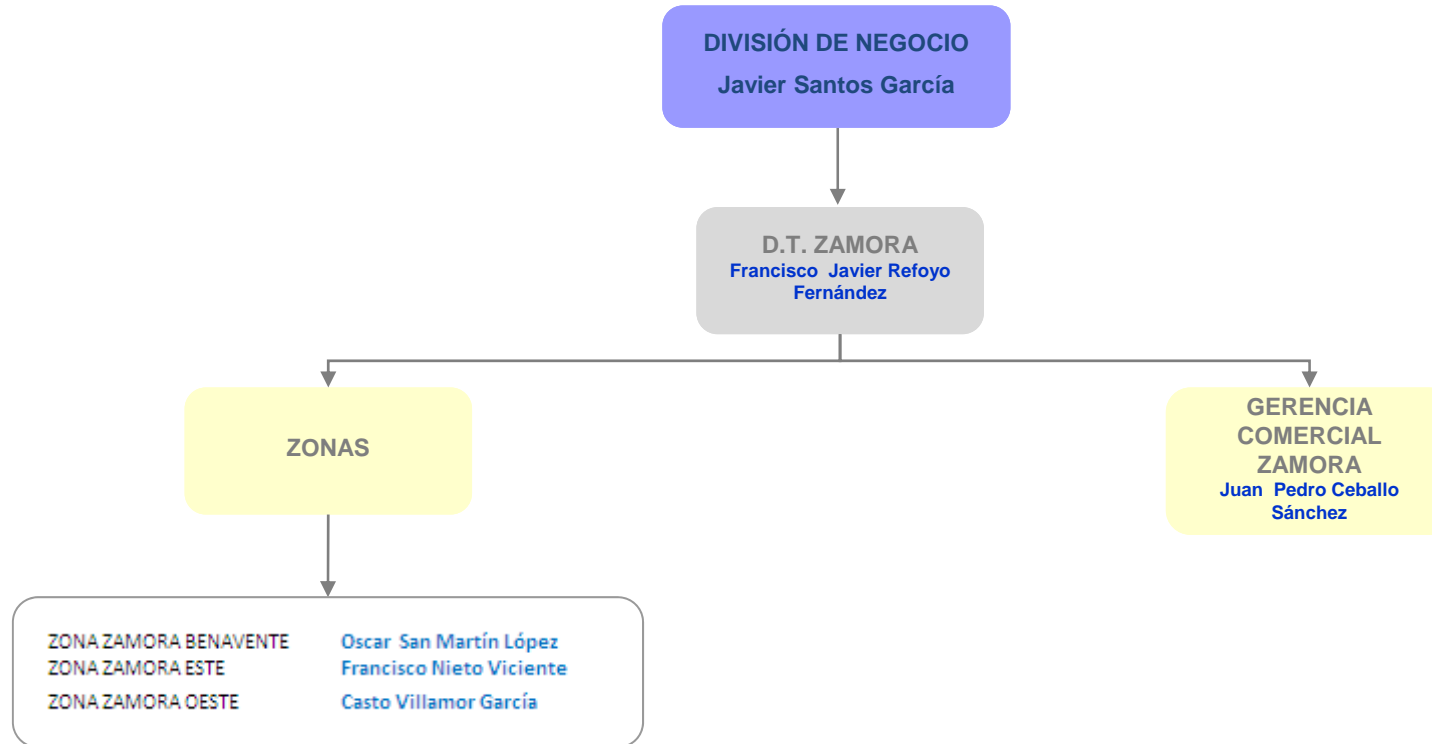 DIVISIÓN DE NEGOCIO
Javier Santos García
D.T. ZAMORA
Francisco Javier Refoyo
Fernández
ZONAS
GERENCIA
COMERCIAL
ZAMORA
Juan Pedro Ceballo
Sánchez
ZONA ZAMORA BENAVENTE Oscar San Martín López
ZONA ZAMORA ESTE Francisco Nieto Viciente
ZONA ZAMORA OESTE Casto Villamor García